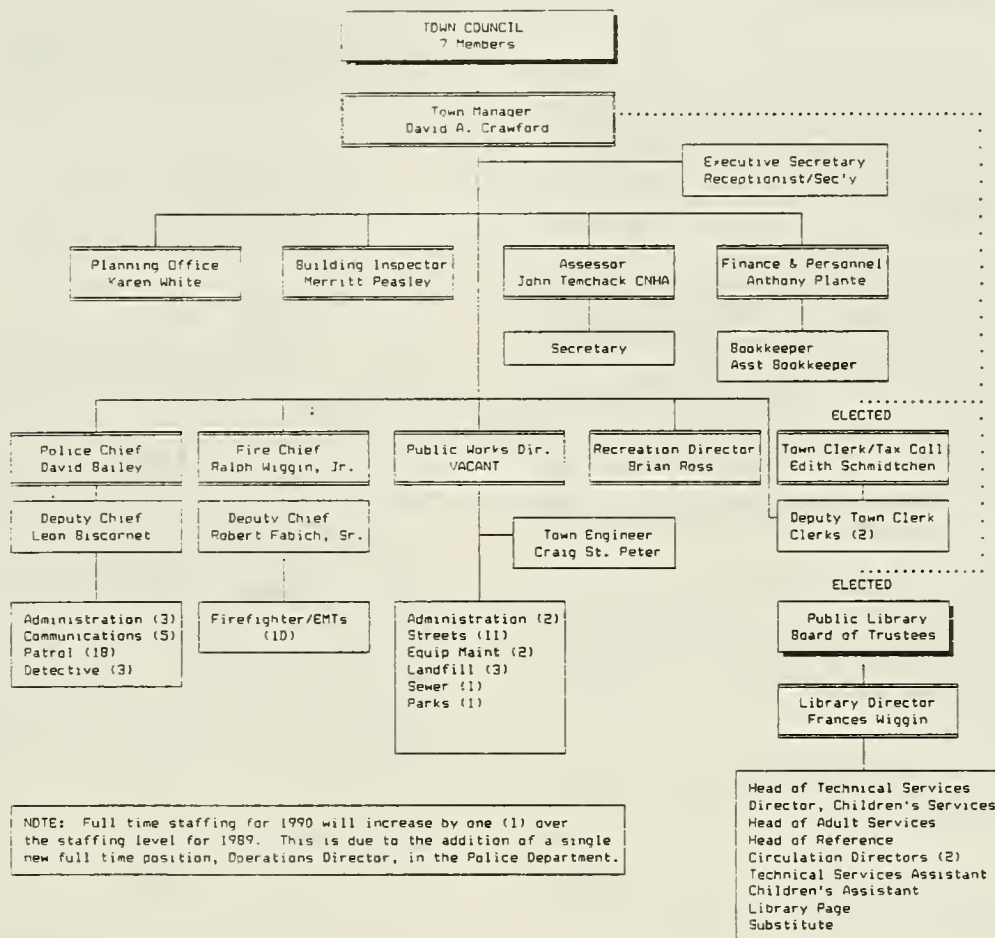 TOWN COUNCIL
7 Members
Town Manager
David A. Crawford
Executive Secretary
Receptionist/Sec'y
Planning Office
Karen White
Building Inspector
Merritt Peasley
Assessor
John Temchack CNHA
Finance & Personnel
Anthony Plante
Secretary
Bookkeeper
Asst Bookkeeper
ELECTED
Police Chief
David Bailey
Fire Chief
Ralph Wiggin, Jr.
Public Works Dir.
VACANT
Recreation Director
Brian Ross
Town Clerk/Tax Coll
Edith Schmidtchen
Deputy Chief
Leon Biscornet
Deputy Chief
Robert Fabich, Sr.
Town Engineer
Craig St. Peter
Deputy Town Clerk
Clerks (2)
ELECTED
Administration (3)
Communications (5)
Patrol (18)
Detective (3)
Firefighter/EMTs
(10)
Administration (2)
Streets (11)
Equip Maint (2)
Landfill (3)
Sewer (1)
Parks (1)
Public Library
Board of Trustees
Library Director
Frances Wiggin
Head of Technical Services
Director, Children's Services
Head of Adult Services
Head of Reference
Circulation Directors (2)
Technical Services Assistant
Children's Assistant
Library Page
Substitute
NOTE: Full time staffing for 1990 will increase by one (1) over
the staffing level for 1989. This is due to the addition of a single
new full time position, Operations Director, in the Police Department.